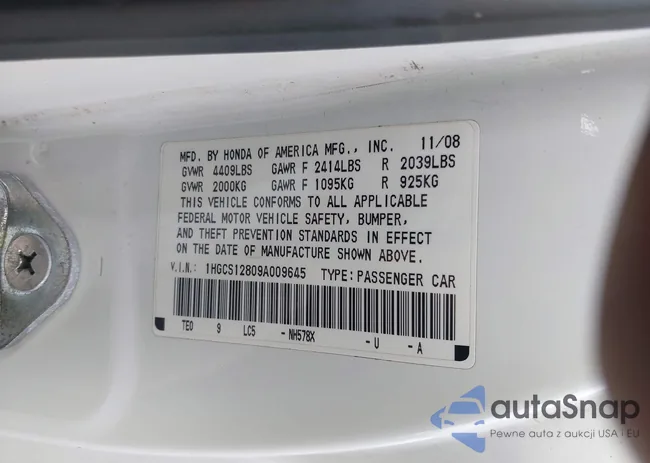 MFD. BY HONDA OF AMERICA MFG., INC. 11/08
GVWR 4409LBS GAWR F 2414LBS R 2039LBS
GVWR 2000KG GAWR F 1095KG R 925KG
THIS VEHICLE CONFORMS TO ALL APPLICABLE
FEDERAL MOTOR VEHICLE SAFETY, BUMPER,
AND THEFT PREVENTION STANDARDS IN EFFECT
ON THE DATE OF MANUFACTURE SHOWN ABOVE.
V.I.N.: 1HGCS12809A009645 TYPE: PASSENGER CAR
TE0 9 LC5 - NH578X - U - A
autaSnap
Pewne auta z aukcji USA i EU